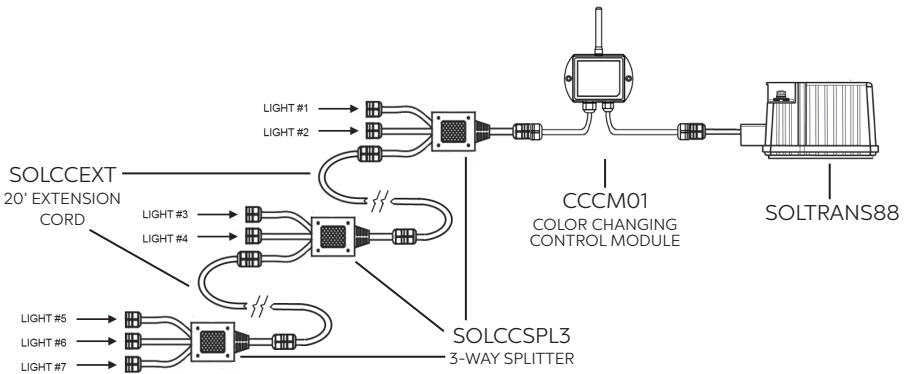 LIGHT #1
LIGHT #2
SOLCCEXT
20' EXTENSION
CORD
LIGHT #3
LIGHT #4
CCCM01
COLOR CHANGING
CONTROL MODULE
SOLTRANS88
LIGHT #5
LIGHT #6
LIGHT #7
SOLCCSPL3
3-WAY SPLITTER